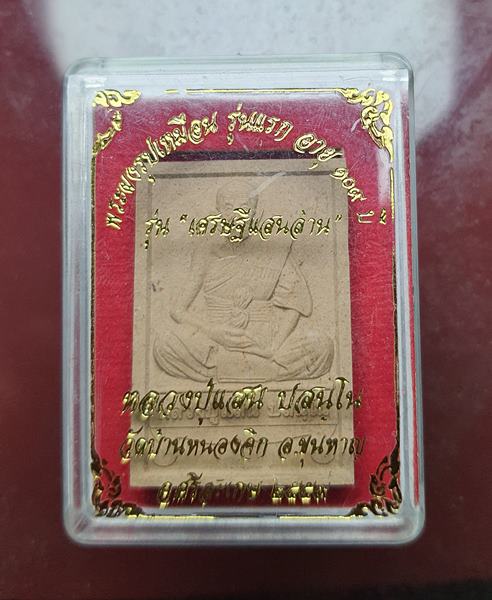 พระผงรูปเหมือน รุ่นแรก อายุ ๑๐๙ ปี
รุ่น "เศรษฐีแสนล้าน"
หลวงปู่แสน ปสนฺโน
วัดบ้านหนองจิก อ.ขุนหาญ
จ.ศรีสะเกษ ๒๕๕๙